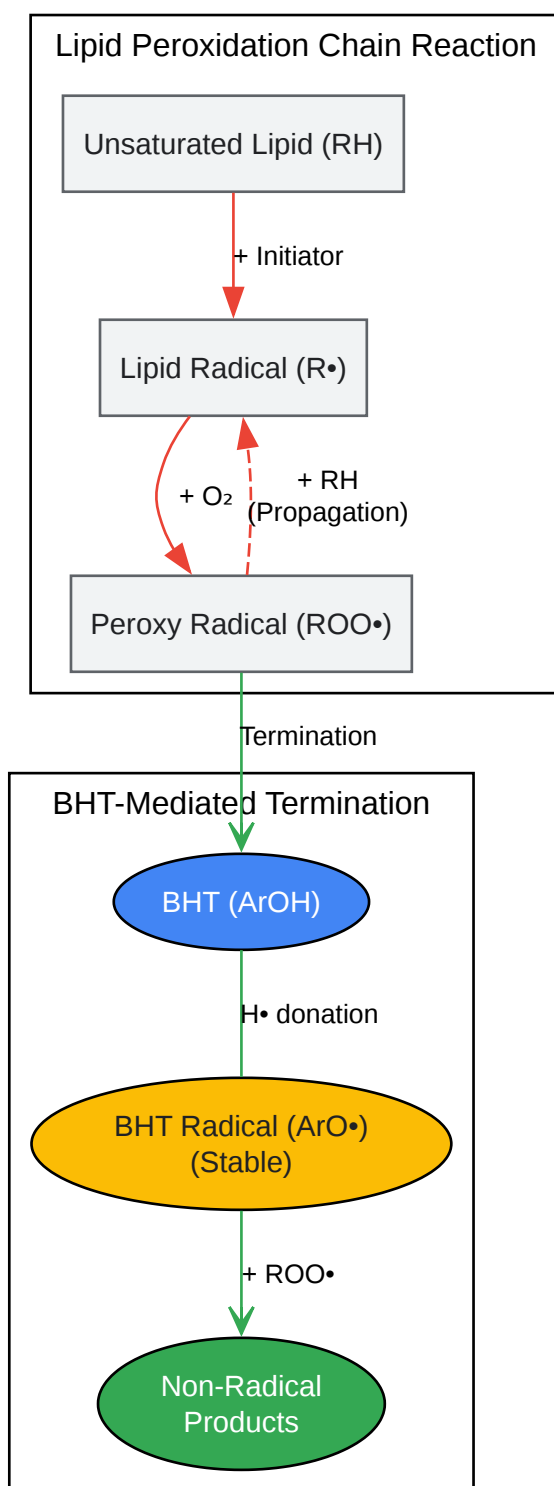 Lipid Peroxidation Chain Reaction
Unsaturated Lipid (RH)
+ Initiator
Lipid Radical (R•)
+ O₂
+ RH
(Propagation)
Peroxy Radical (ROO•)
Termination
BHT-Mediated Termination
BHT (ArOH)
H• donation
BHT Radical (ArO•)
(Stable)
+ ROO•
Non-Radical
Products